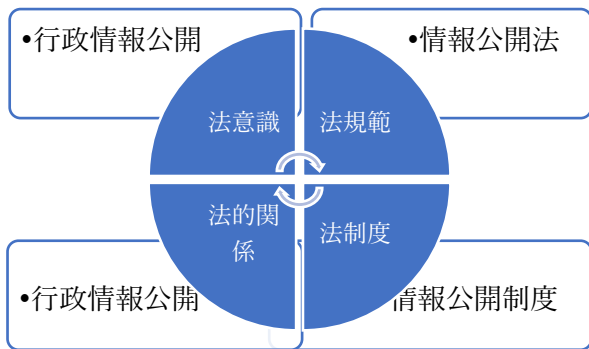 •行政情報公開
•情報公開法
法意識
法規範
法的関
係
法制度
•行政情報公開
情報公開制度